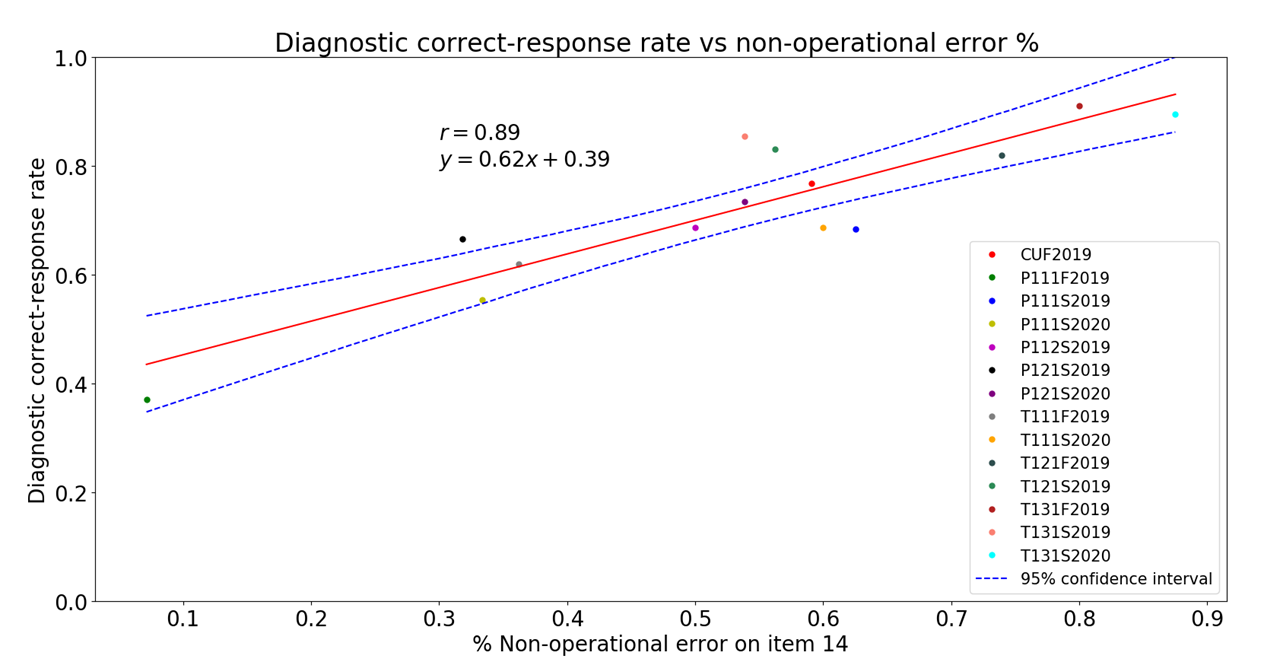 Diagnostic correct-response rate vs non-operational error %
Diagnostic correct-response rate
1.0
0.8
0.6
0.4
0.2
0.0
r = 0.89
y = 0.62x + 0.39
CUF2019
P111F2019
P111S2019
P111S2020
P112S2019
P121S2019
P121S2020
T111F2019
T111S2020
T121F2019
T121S2019
T131F2019
T131S2019
T131S2020
95% confidence interval
0.1 0.2 0.3 0.4 0.5 0.6 0.7 0.8 0.9
% Non-operational error on item 14